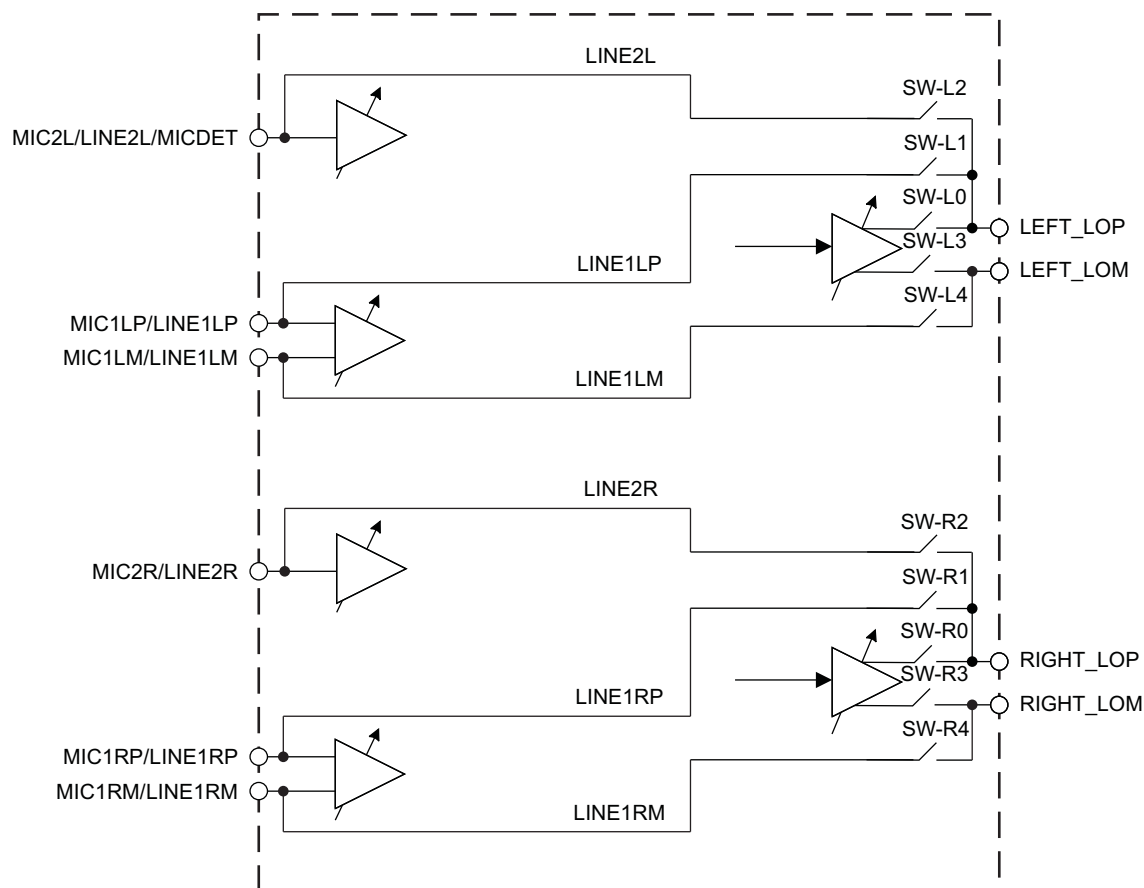 LINE2L
SW-L2
MIC2L/LINE2L/MICDET
SW-L1
SW-L0
LEFT_LOP
SW-L3
LINE1LP
LEFT_LOM
SW-L4
MIC1LP/LINE1LP
MIC1LM/LINE1LM
LINE1LM
LINE2R
SW-R2
MIC2R/LINE2R
SW-R1
SW-R0
RIGHT_LOP
SW-R3
LINE1RP
RIGHT_LOM
SW-R4
MIC1RP/LINE1RP
MIC1RM/LINE1RM
LINE1RM